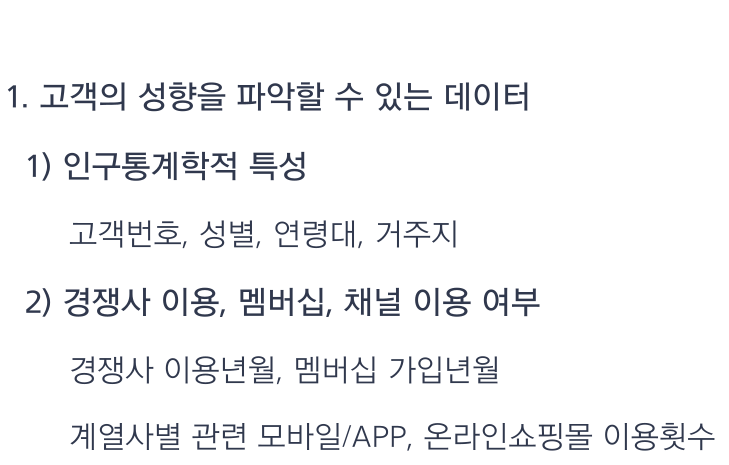 1. 고객의 성향을 파악할 수 있는 데이터
1) 인구통계학적 특성
고객번호, 성별, 연령대, 거주지
2) 경쟁사 이용, 멤버십, 채널 이용 여부
경쟁사 이용년월, 멤버십 가입년월
계열사별 관련 모바일/APP, 온라인쇼핑몰 이용횟수